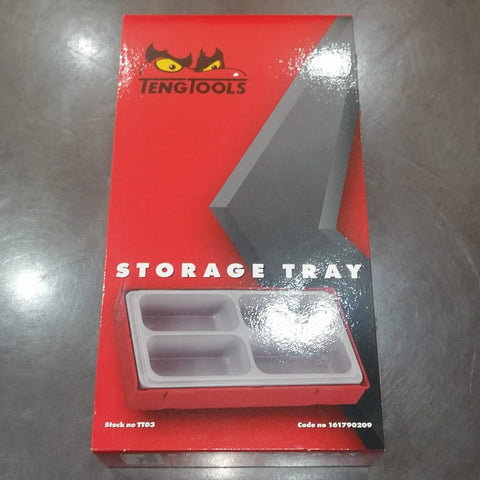 TENGTOOLS
STORAGE TRAY
Stock no TT03
Code no 161790209